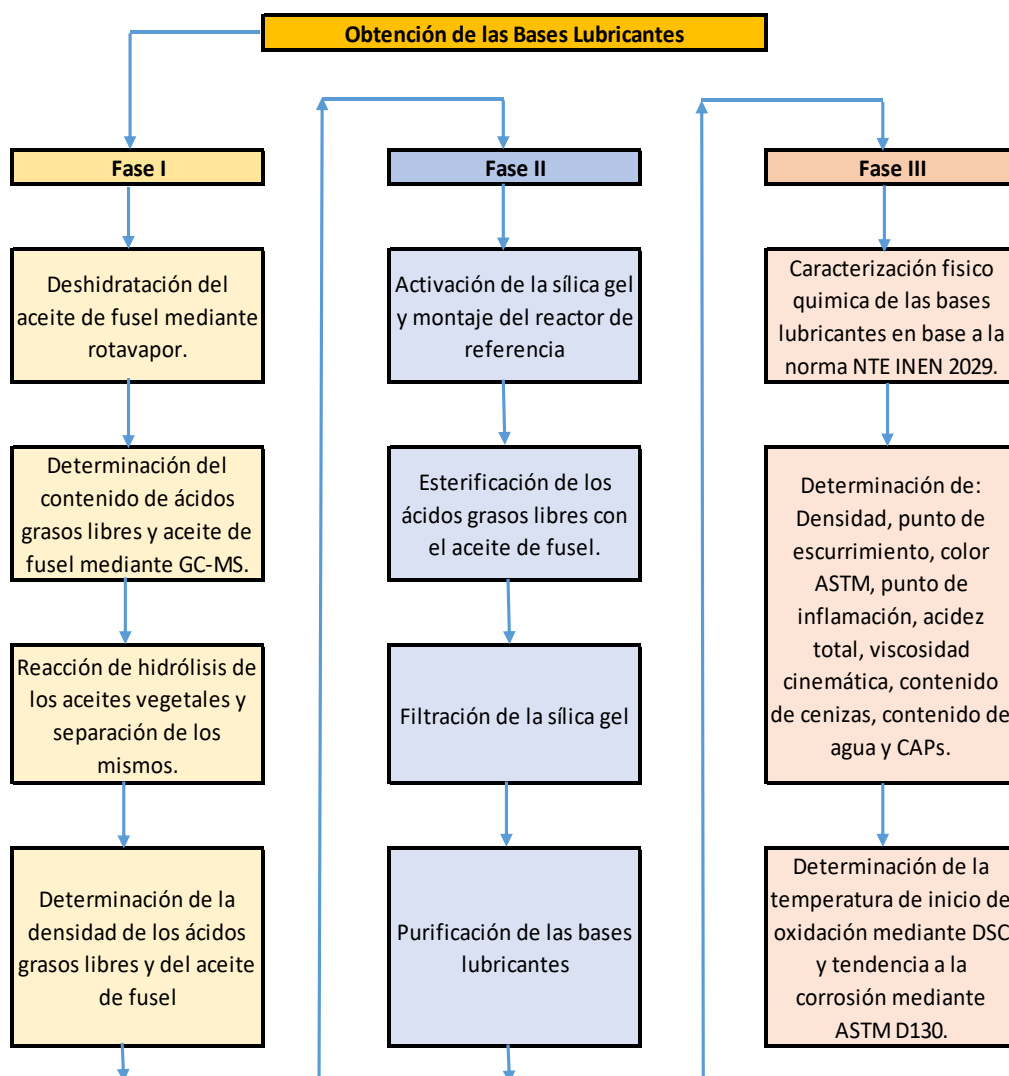 Obtención de las Bases Lubricantes
Fase I
Deshidratación del
aceite de fusel mediante
rotavapor.
Determinación del
contenido de ácidos
grasos libres y aceite de
fusel mediante GC-MS.
Reacción de hidrólisis de
los aceites vegetales y
separación de los
mismos.
Determinación de la
densidad de los ácidos
grasos libres y del aceite
de fusel
Fase II
Activación de la sílica gel
y montaje del reactor de
referencia
Esterificación de los
ácidos grasos libres con
el aceite de fusel.
Filtración de la sílica gel
Purificación de las bases
lubricantes
Fase III
Caracterización fisico
quimica de las bases
lubricantes en base a la
norma NTE INEN 2029.
Determinación de:
Densidad, punto de
escurrimiento, color
ASTM, punto de
inflamación, acidez
total, viscosidad
cinemática, contenido
de cenizas, contenido de
agua y CAPs.
Determinación de la
temperatura de inicio de
oxidación mediante DSC
y tendencia a la
corrosión mediante
ASTM D130.